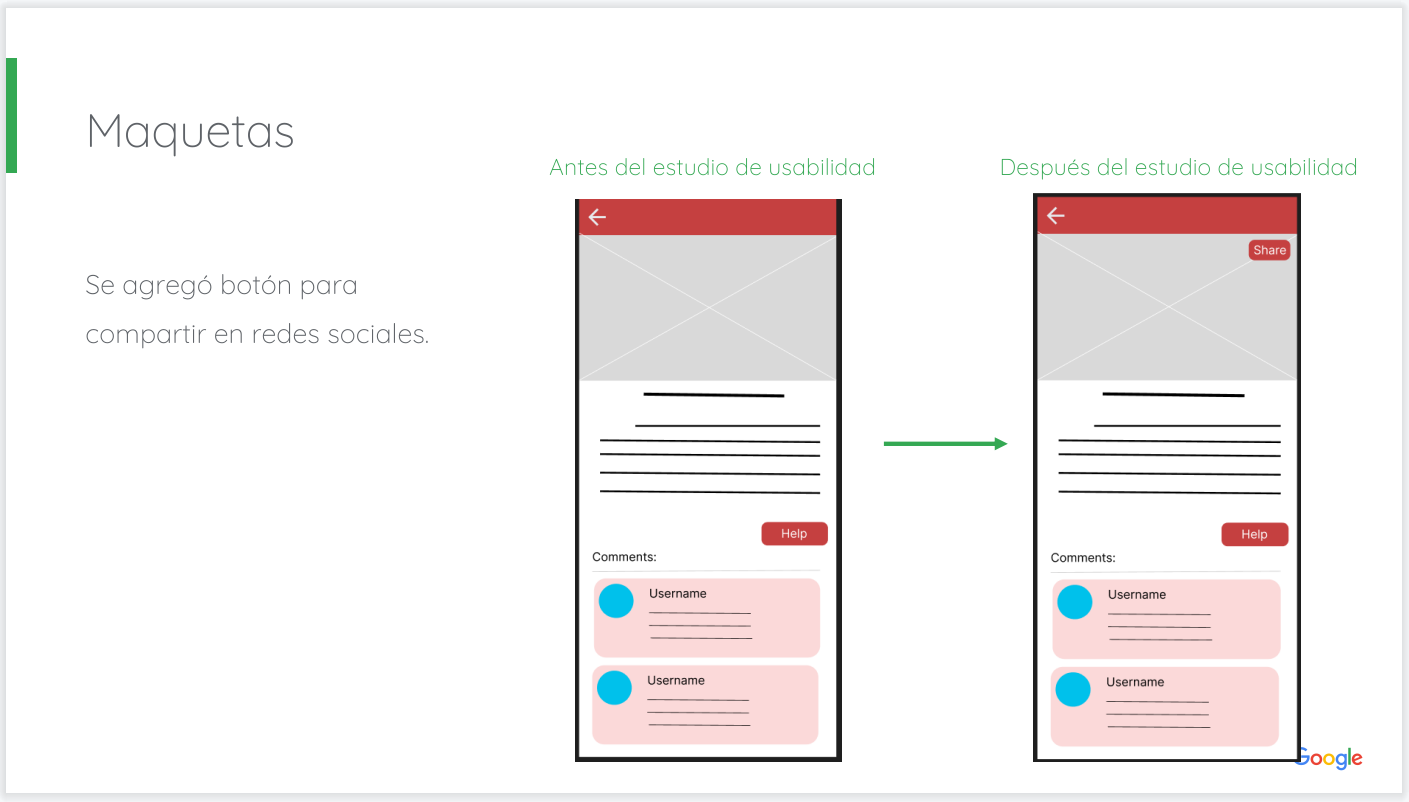 Maquetas
Se agregó botón para
compartir en redes sociales.
Antes del estudio de usabilidad
Help
Comments:
Username
Username
Después del estudio de usabilidad
Share
Help
Comments:
Username
Username
Google